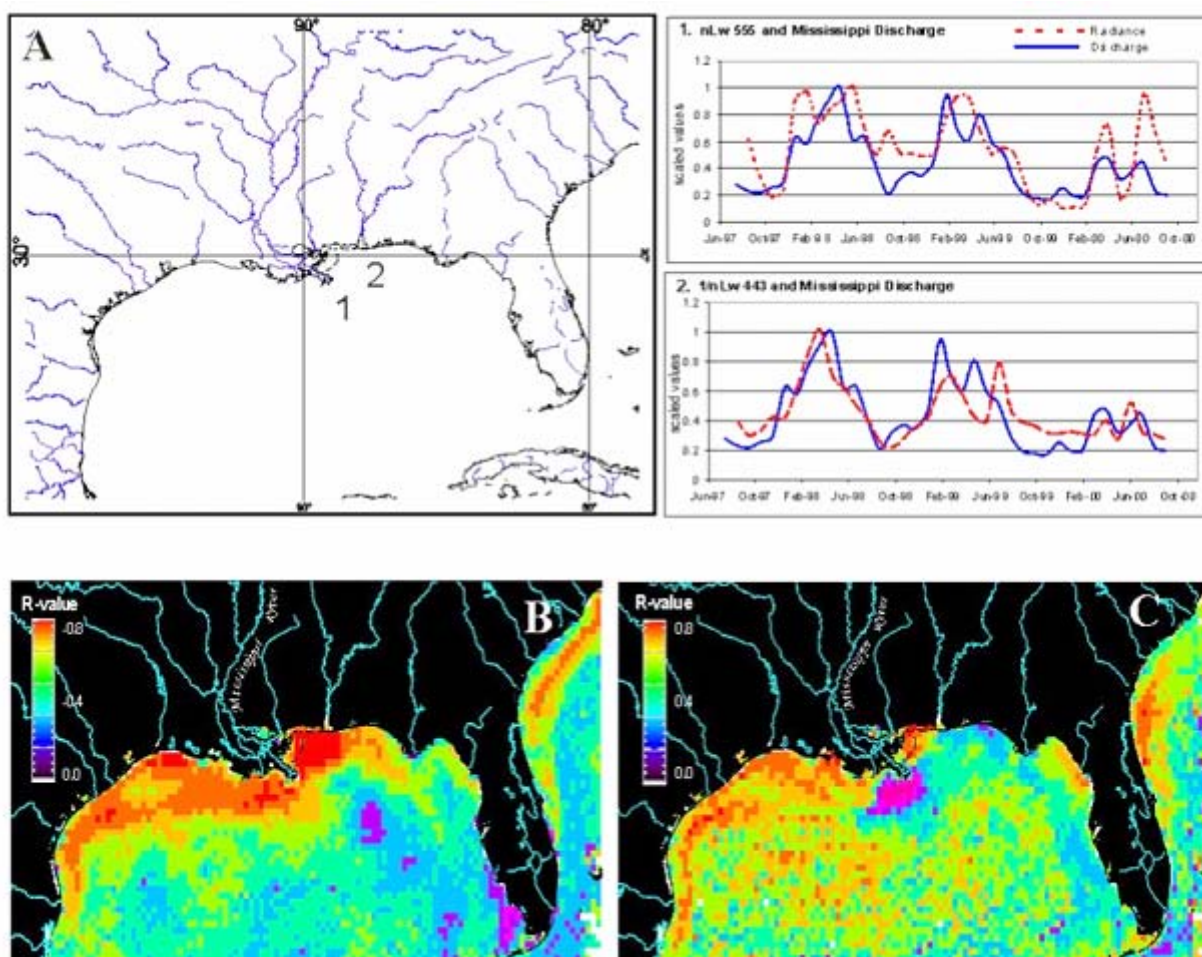 A
90°
80°
30°
1
2
1. nLw 555 and Mississippi Discharge
Radiance
Discharge
scaled values
1.2
1
0.8
0.6
0.4
0.2
0
Jun-97 Oct-97 Feb-98 Jun-98 Oct-98 Feb-99 Jun-99 Oct-99 Feb-00 Jun-00 Oct-00
2. 1/nLw 443 and Mississippi Discharge
scaled values
1.2
1
0.8
0.6
0.4
0.2
0
Jun-97 Oct-97 Feb-98 Jun-98 Oct-98 Feb-99 Jun-99 Oct-99 Feb-00 Jun-00 Oct-00
90°
80°
B
R-value
-0.8
-0.4
0.0
Mississippi River
C
R-value
0.8
0.4
0.0
Mississippi River